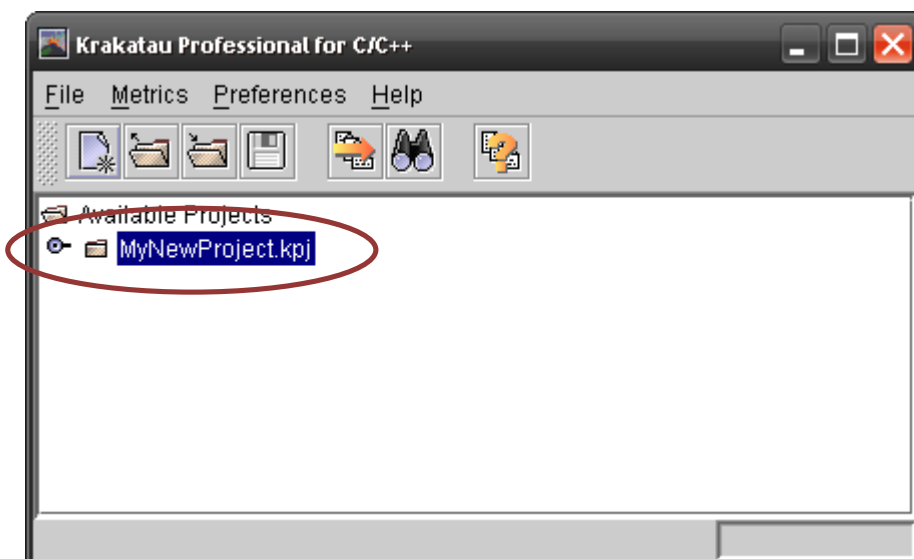 Krakatau Professional for C/C++
File Metrics Preferences Help
Available Projects
MyNewProject.kpj